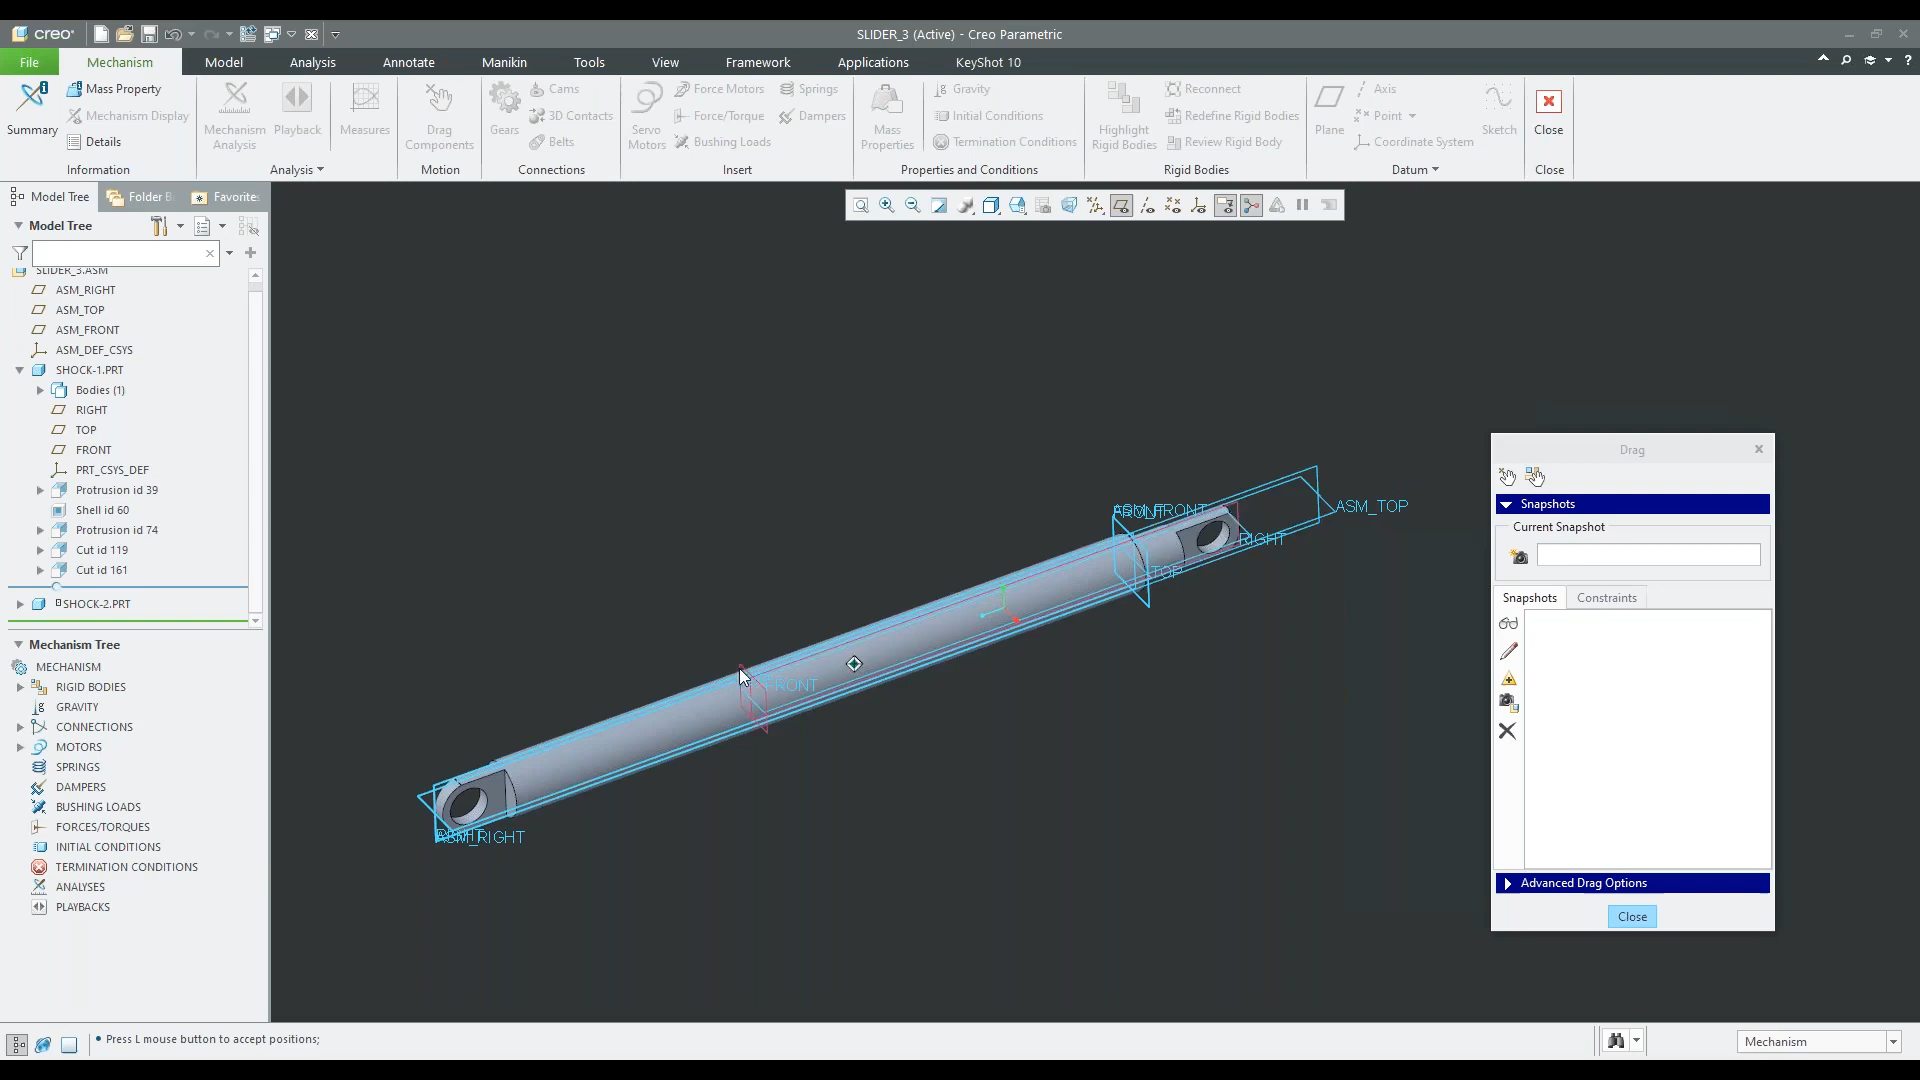 creo
SLIDER_3 (Active) - Creo Parametric
File
Mechanism
Model
Analysis
Annotate
Manikin
Tools
View
Framework
Applications
KeyShot 10
Summary
Mass Property
Mechanism Display
Details
Information
Mechanism
Analysis
Playback
Measures
Analysis
Drag
Components
Motion
Gears
Cams
3D Contacts
Belts
Connections
Servo
Motors
Force Motors
Force/Torque
Bushing Loads
Springs
Dampers
Insert
Mass
Properties
Gravity
Initial Conditions
Termination Conditions
Properties and Conditions
Highlight
Rigid Bodies
Reconnect
Redefine Rigid Bodies
Review Rigid Body
Rigid Bodies
Plane
Axis
Point
Coordinate System
Sketch
Datum
Close
Close
Model Tree
Folder B
Favorites
Model Tree
SLIDER_3.ASM
ASM_RIGHT
ASM_TOP
ASM_FRONT
ASM_DEF_CSYS
SHOCK-1.PRT
Bodies (1)
RIGHT
TOP
FRONT
PRT_CSYS_DEF
Protrusion id 39
Shell id 60
Protrusion id 74
Cut id 119
Cut id 161
SHOCK-2.PRT
Mechanism Tree
MECHANISM
RIGID BODIES
GRAVITY
CONNECTIONS
MOTORS
SPRINGS
DAMPERS
BUSHING LOADS
FORCES/TORQUES
INITIAL CONDITIONS
TERMINATION CONDITIONS
ANALYSES
PLAYBACKS
ASM_FRONT
ASM_TOP
RIGHT
TOP
FRONT
ASM_RIGHT
Drag
Snapshots
Current Snapshot
Snapshots
Constraints
Advanced Drag Options
Close
• Press L mouse button to accept positions;
Mechanism